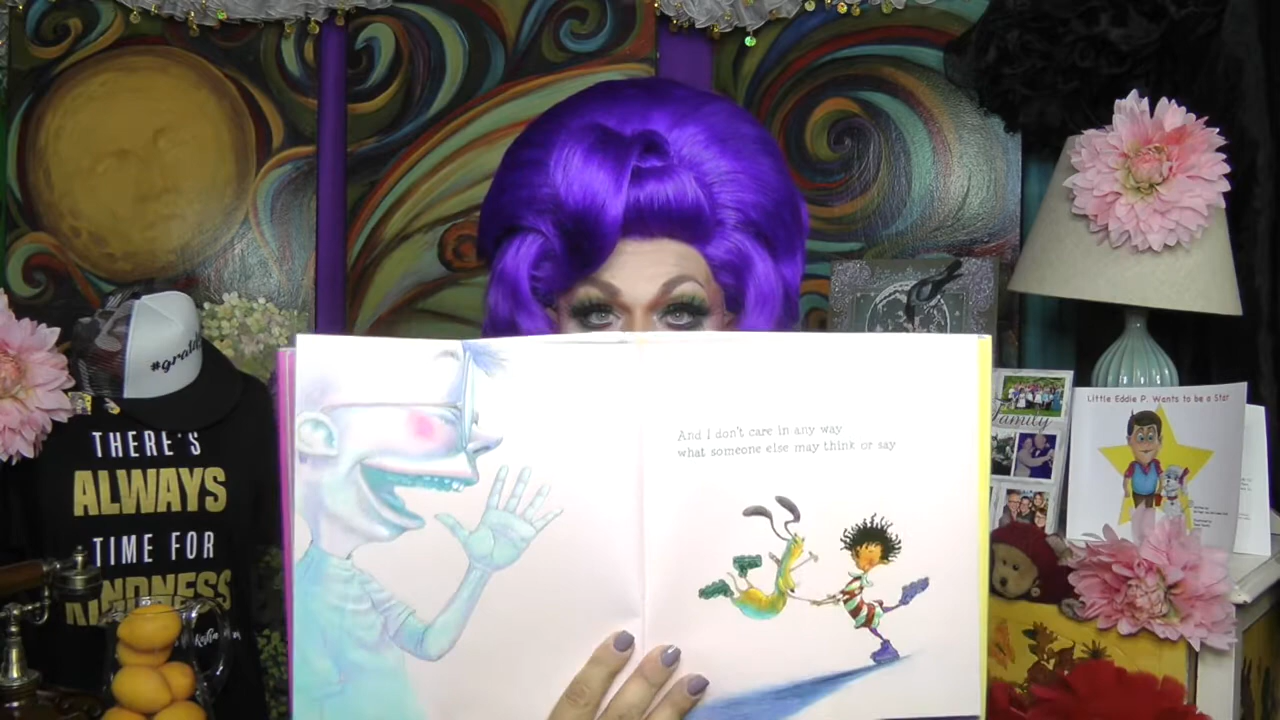 #grat
THERE'S
ALWAYS
TIME FOR
KINDNESS
And I don't care in any way
what someone else may think or say
family
Little Eddie P. Wants to be a Star